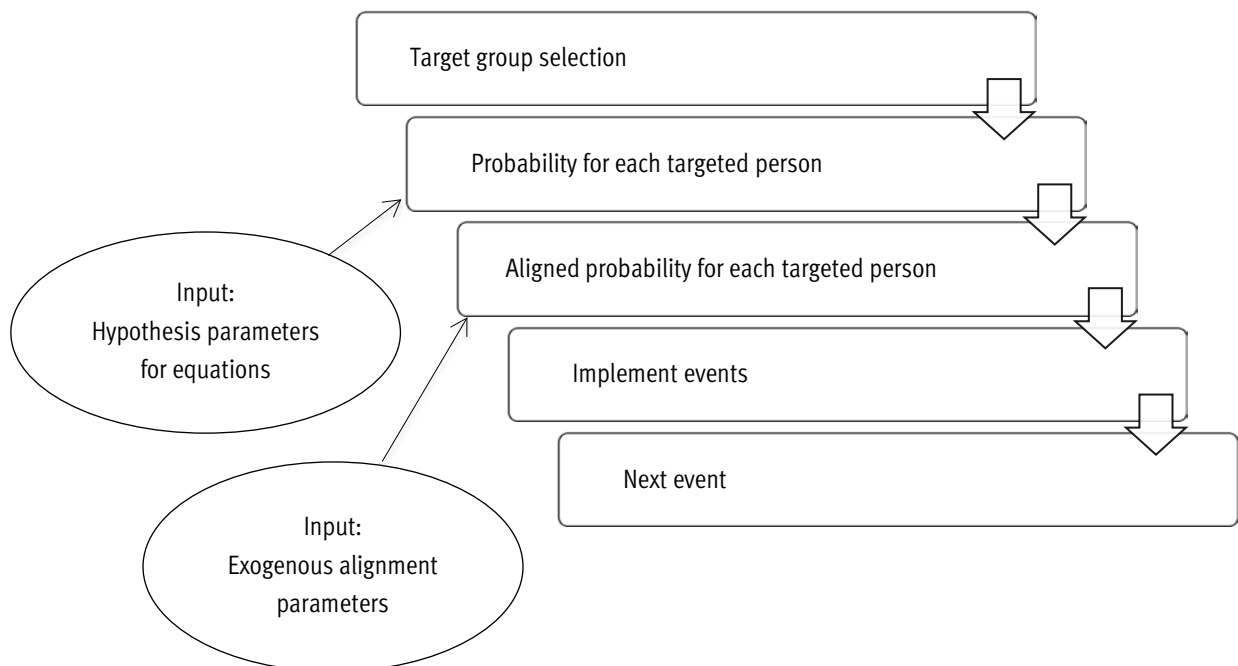 Target group selection
Probability for each targeted person
Aligned probability for each targeted person
Input:
Hypothesis parameters
for equations
Implement events
Next event
Input:
Exogenous alignment
parameters